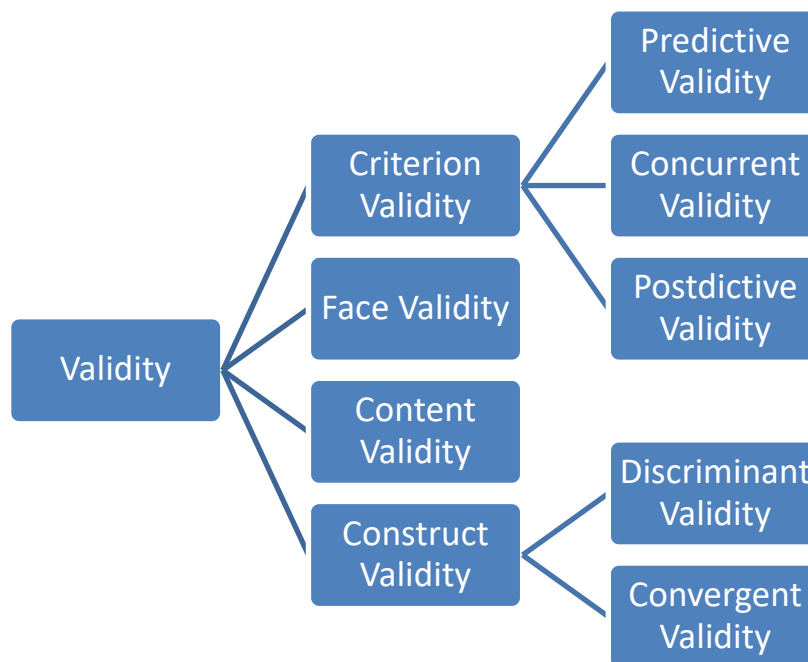 Validity
Criterion
Validity
Face Validity
Content
Validity
Construct
Validity
Predictive
Validity
Concurrent
Validity
Postdictive
Validity
Discriminant
Validity
Convergent
Validity